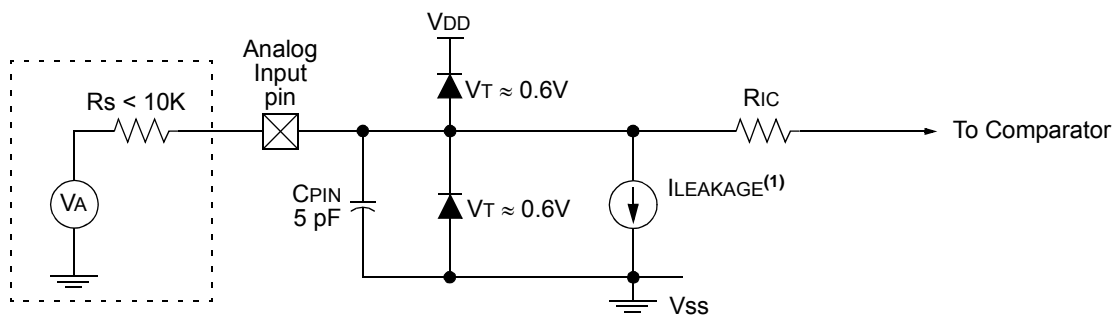 VDD
Analog
Input
pin
Rs < 10K
VT ≈ 0.6V
RIC
To Comparator
VA
CPIN
5 pF
VT ≈ 0.6V
ILEAKAGE(1)
Vss